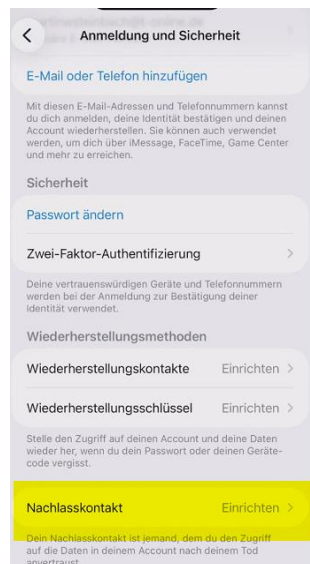 Anmeldung und Sicherheit
E-Mail oder Telefon hinzufügen
Mit diesen E-Mail-Adressen und Telefonnummern kannst
du dich anmelden, deine Identität bestätigen und deinen
Account wiederherstellen. Sie können auch verwendet
werden, um dich über iMessage, FaceTime, Game Center
und mehr zu erreichen.
Sicherheit
Passwort ändern
Zwei-Faktor-Authentifizierung
Deine vertrauenswürdigen Geräte und Telefonnummern
werden bei der Anmeldung zur Bestätigung deiner
Identität verwendet.
Wiederherstellungsmethoden
Wiederherstellungskontakte Einrichten
Wiederherstellungsschlüssel Einrichten
Stelle den Zugriff auf deinen Account und deine Daten
wieder her, wenn du dein Passwort oder deinen Geräte-
code vergisst.
Nachlasskontakt Einrichten
Dein Nachlasskontakt ist jemand, dem du den Zugriff
auf die Daten in deinem Account nach deinem Tod
anvertraust.